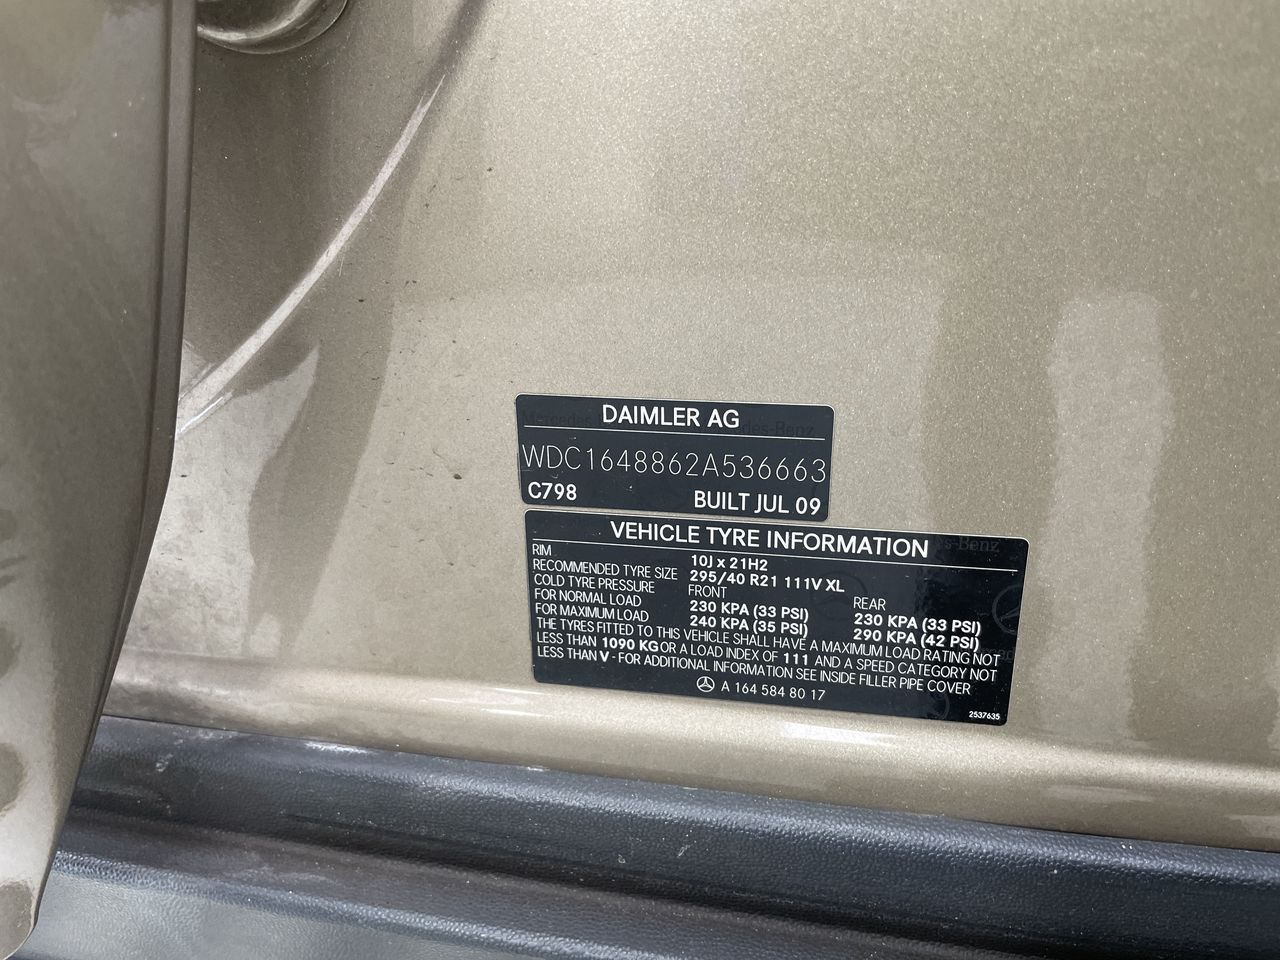 DAIMLER AG
WDC1648862A536663
C798 BUILT JUL 09
VEHICLE TYRE INFORMATION
RIM 10J x 21H2
RECOMMENDED TYRE SIZE 295/40 R21 111V XL
COLD TYRE PRESSURE FRONT REAR
FOR NORMAL LOAD 230 KPA (33 PSI) 230 KPA (33 PSI)
FOR MAXIMUM LOAD 240 KPA (35 PSI) 290 KPA (42 PSI)
THE TYRES FITTED TO THIS VEHICLE SHALL HAVE A MAXIMUM LOAD RATING NOT
LESS THAN 1090 KG OR A LOAD INDEX OF 111 AND A SPEED CATEGORY NOT
LESS THAN V - FOR ADDITIONAL INFORMATION SEE INSIDE FILLER PIPE COVER
A 164 584 80 17
2537635